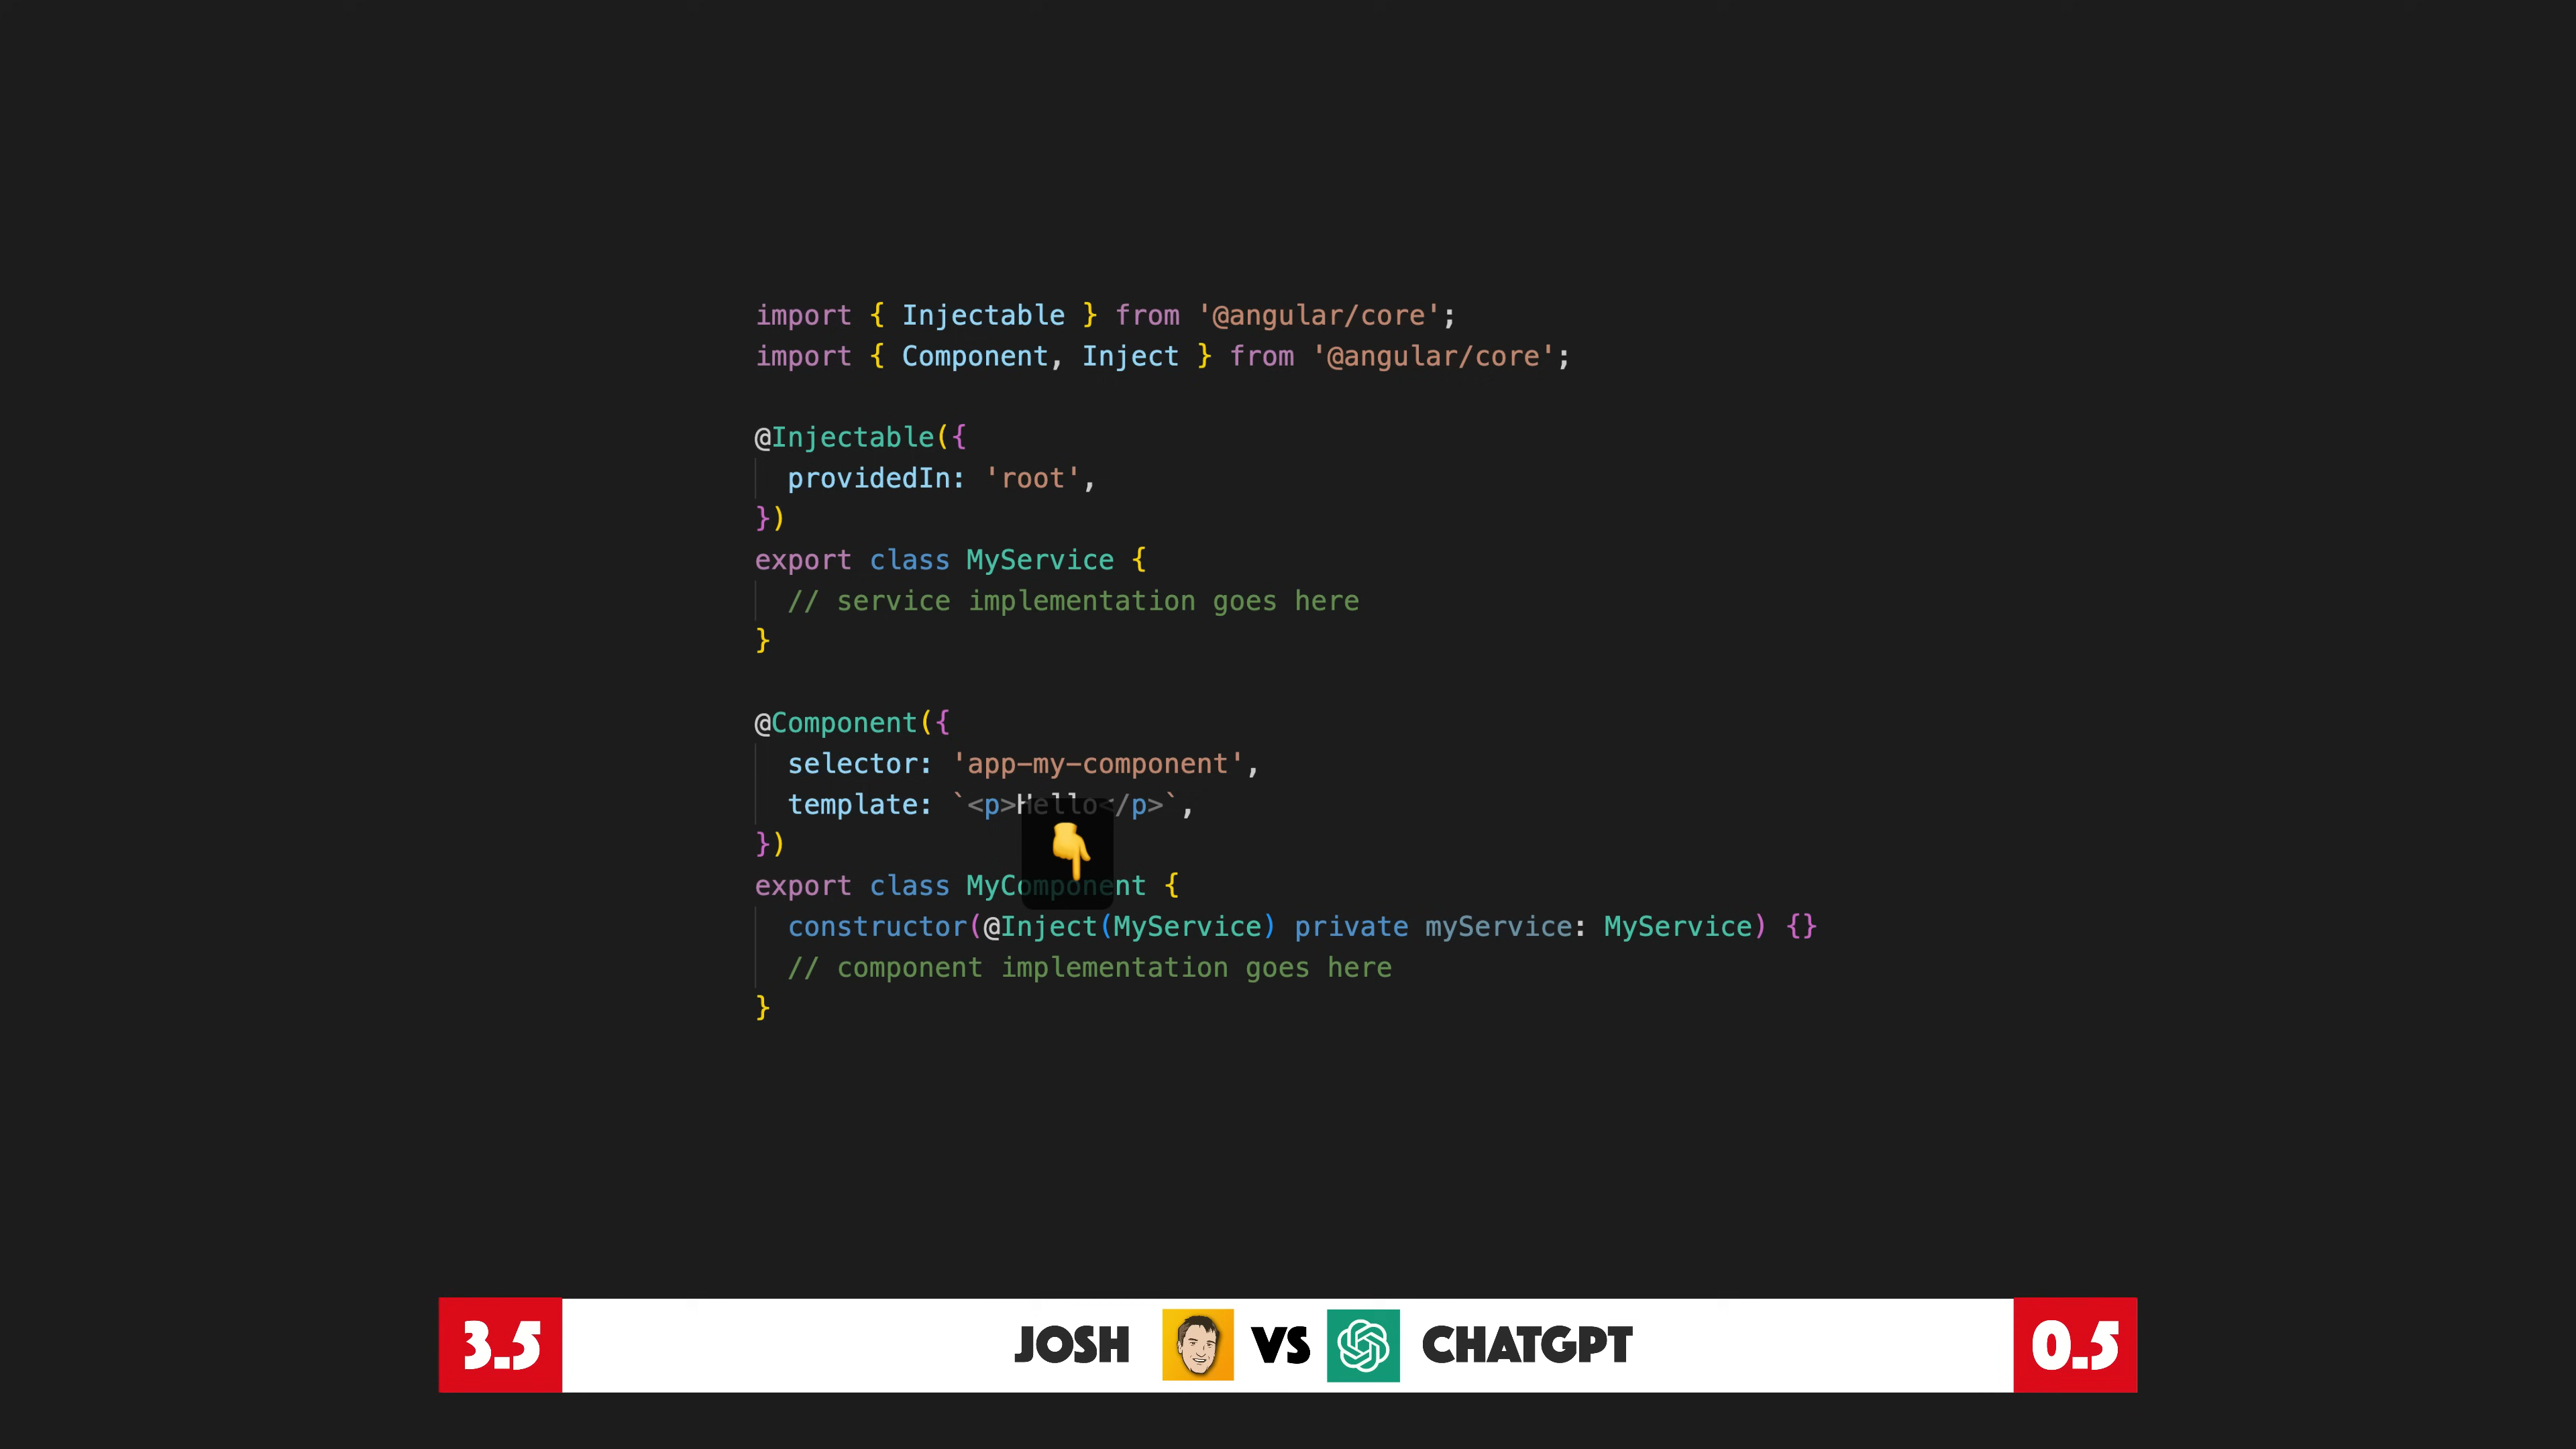 import { Injectable } from '@angular/core';
import { Component, Inject } from '@angular/core';
@Injectable({
providedIn: 'root',
})
export class MyService {
// service implementation goes here
}
@Component({
selector: 'app-my-component',
template: `<p>Hello</p>`,
})
export class MyComponent {
constructor(@Inject(MyService) private myService: MyService) {}
// component implementation goes here
}
3.5 JOSH VS CHATGPT 0.5